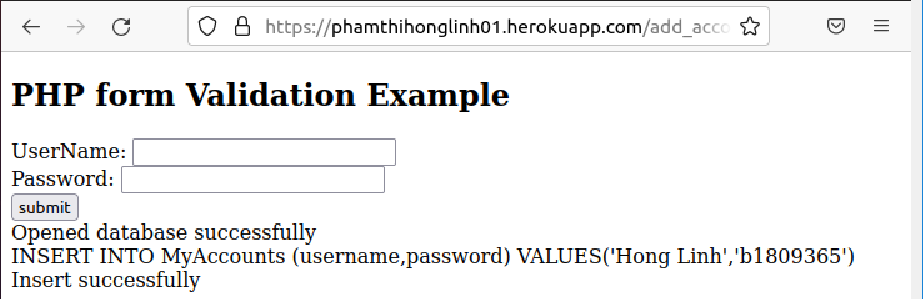 https://phamthihonglinh01.herokuapp.com/add_acco
PHP form Validation Example
UserName:
Password:
submit
Opened database successfully
INSERT INTO MyAccounts (username,password) VALUES('Hong Linh','b1809365')
Insert successfully